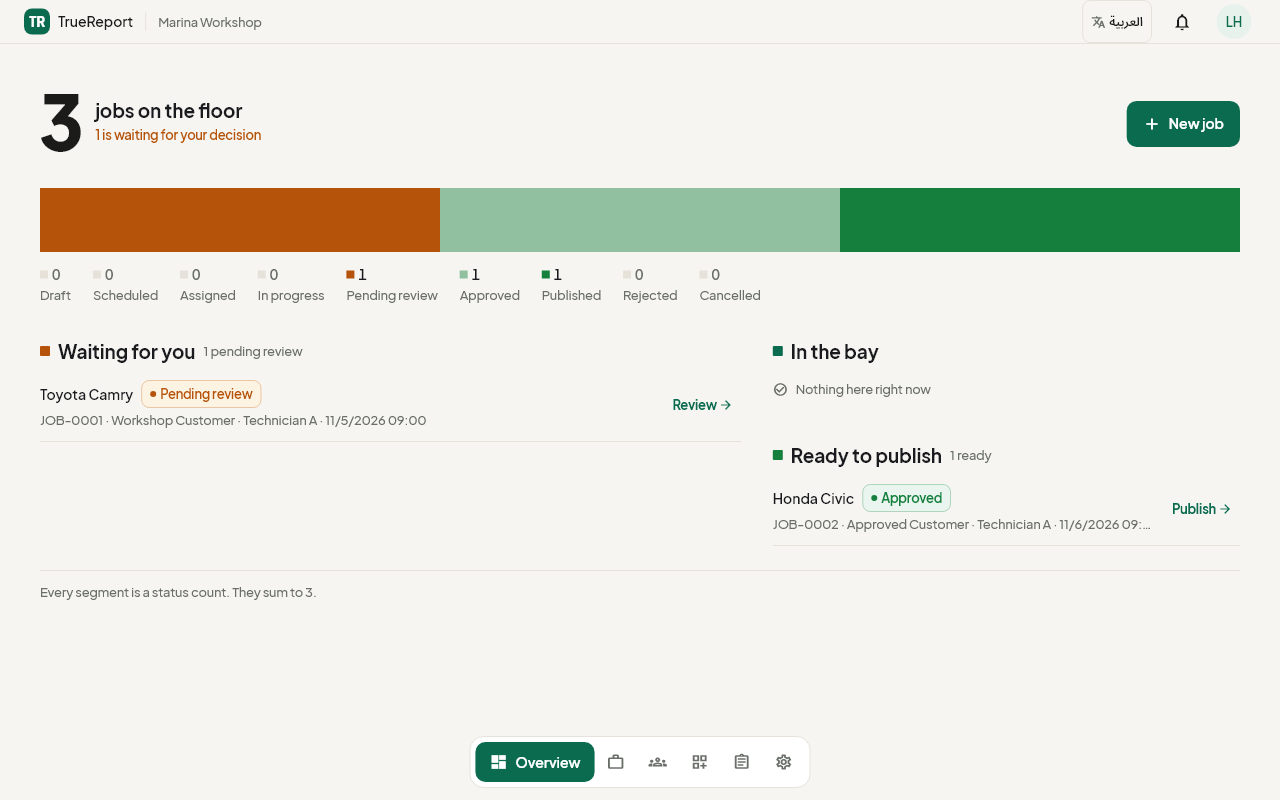 TR TrueReport Marina Workshop العربية LH
3 jobs on the floor
1 is waiting for your decision
+ New job
0 0 0 0 1 1 1 0 0
Draft Scheduled Assigned In progress Pending review Approved Published Rejected Cancelled
Waiting for you 1 pending review
Toyota Camry Pending review
JOB-0001 · Workshop Customer · Technician A · 11/5/2026 09:00
Review →
In the bay
Nothing here right now
Ready to publish 1 ready
Honda Civic Approved
JOB-0002 · Approved Customer · Technician A · 11/6/2026 09:...
Publish →
Every segment is a status count. They sum to 3.
Overview